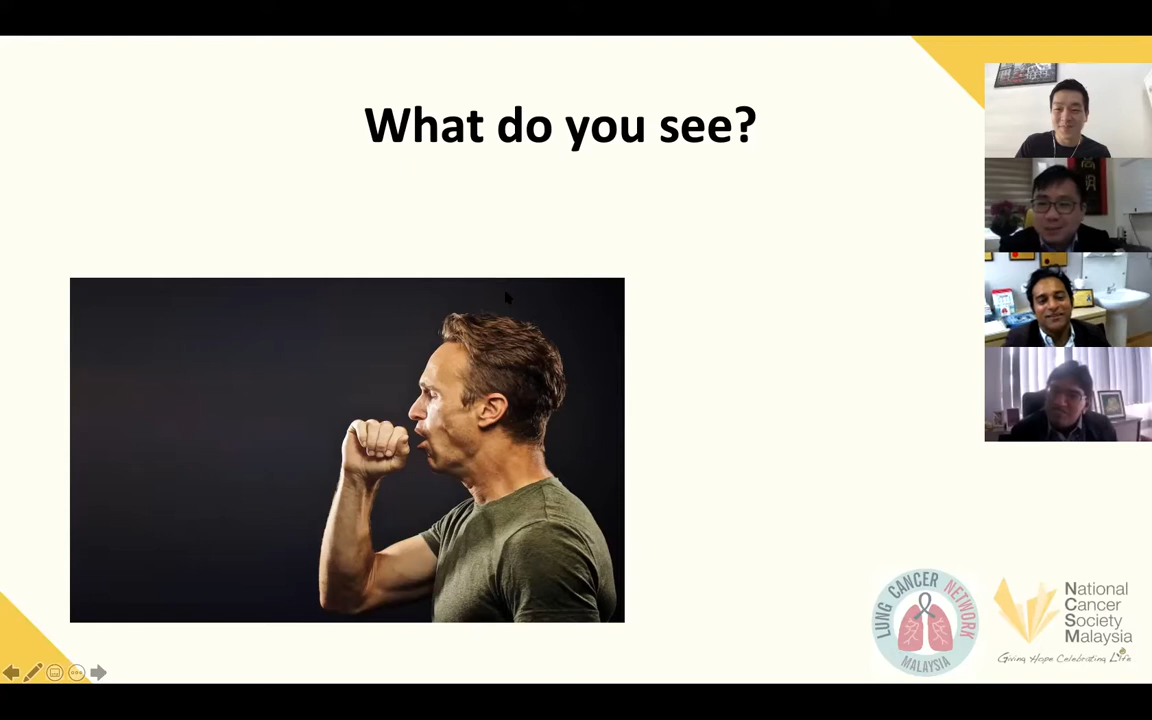 What do you see?
LUNG CANCER NETWORK
MALAYSIA
National
Cancer
Society
Malaysia
Giving Hope Celebrating Life